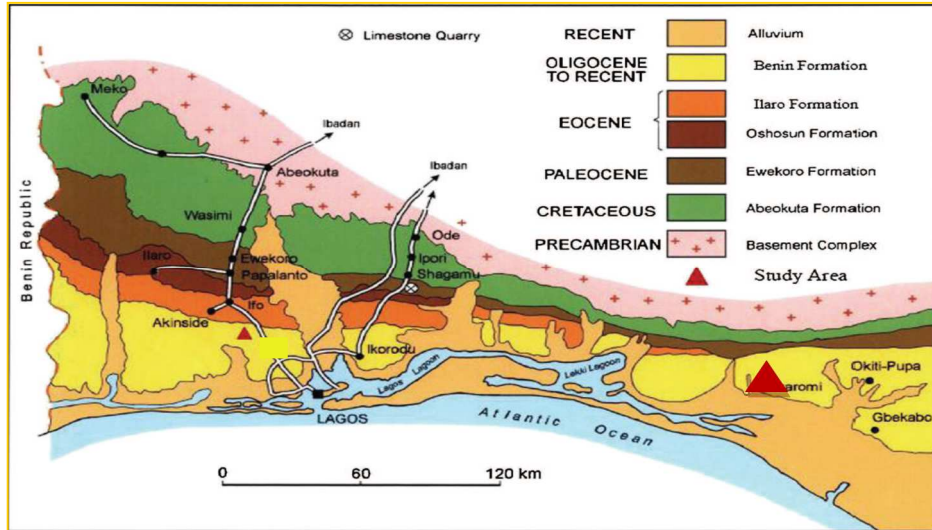 Limestone Quarry
RECENT
Alluvium
OLIGOCENE
TO RECENT
Benin Formation
EOCENE
Ilaro Formation
Oshosun Formation
PALEOCENE
Ewekoro Formation
CRETACEOUS
Abeokuta Formation
PRECAMBRIAN
Basement Complex
Study Area
Meko
Ibadan
Abeokuta
Ibadan
Wasimi
Ode
Benin Republic
Ilaro
Ewekoro
Papalanto
Ipori
Shagamu
Ifo
Akinside
Ikorodu
Lagos Lagoon
Lekki Lagoon
aromi
Okiti-Pupa
Gbekabo
LAGOS
Atlantic Ocean
0 60 120 km